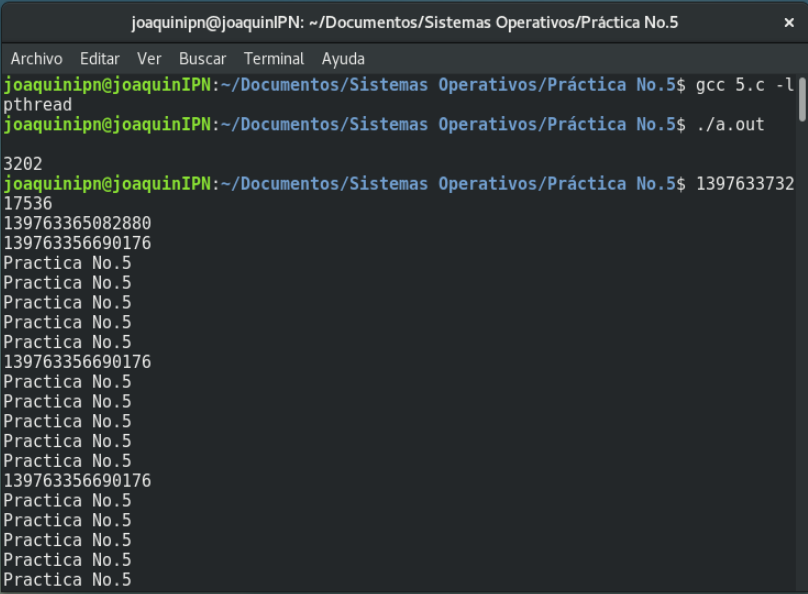 joaquinipn@joaquinIPN: ~/Documentos/Sistemas Operativos/Práctica No.5
Archivo Editar Ver Buscar Terminal Ayuda
joaquinipn@joaquinIPN:~/Documentos/Sistemas Operativos/Práctica No.5$ gcc 5.c -l
pthread
joaquinipn@joaquinIPN:~/Documentos/Sistemas Operativos/Práctica No.5$ ./a.out
3202
joaquinipn@joaquinIPN:~/Documentos/Sistemas Operativos/Práctica No.5$ 1397633732
17536
139763365082880
139763356690176
Practica No.5
Practica No.5
Practica No.5
Practica No.5
Practica No.5
139763356690176
Practica No.5
Practica No.5
Practica No.5
Practica No.5
Practica No.5
139763356690176
Practica No.5
Practica No.5
Practica No.5
Practica No.5
Practica No.5